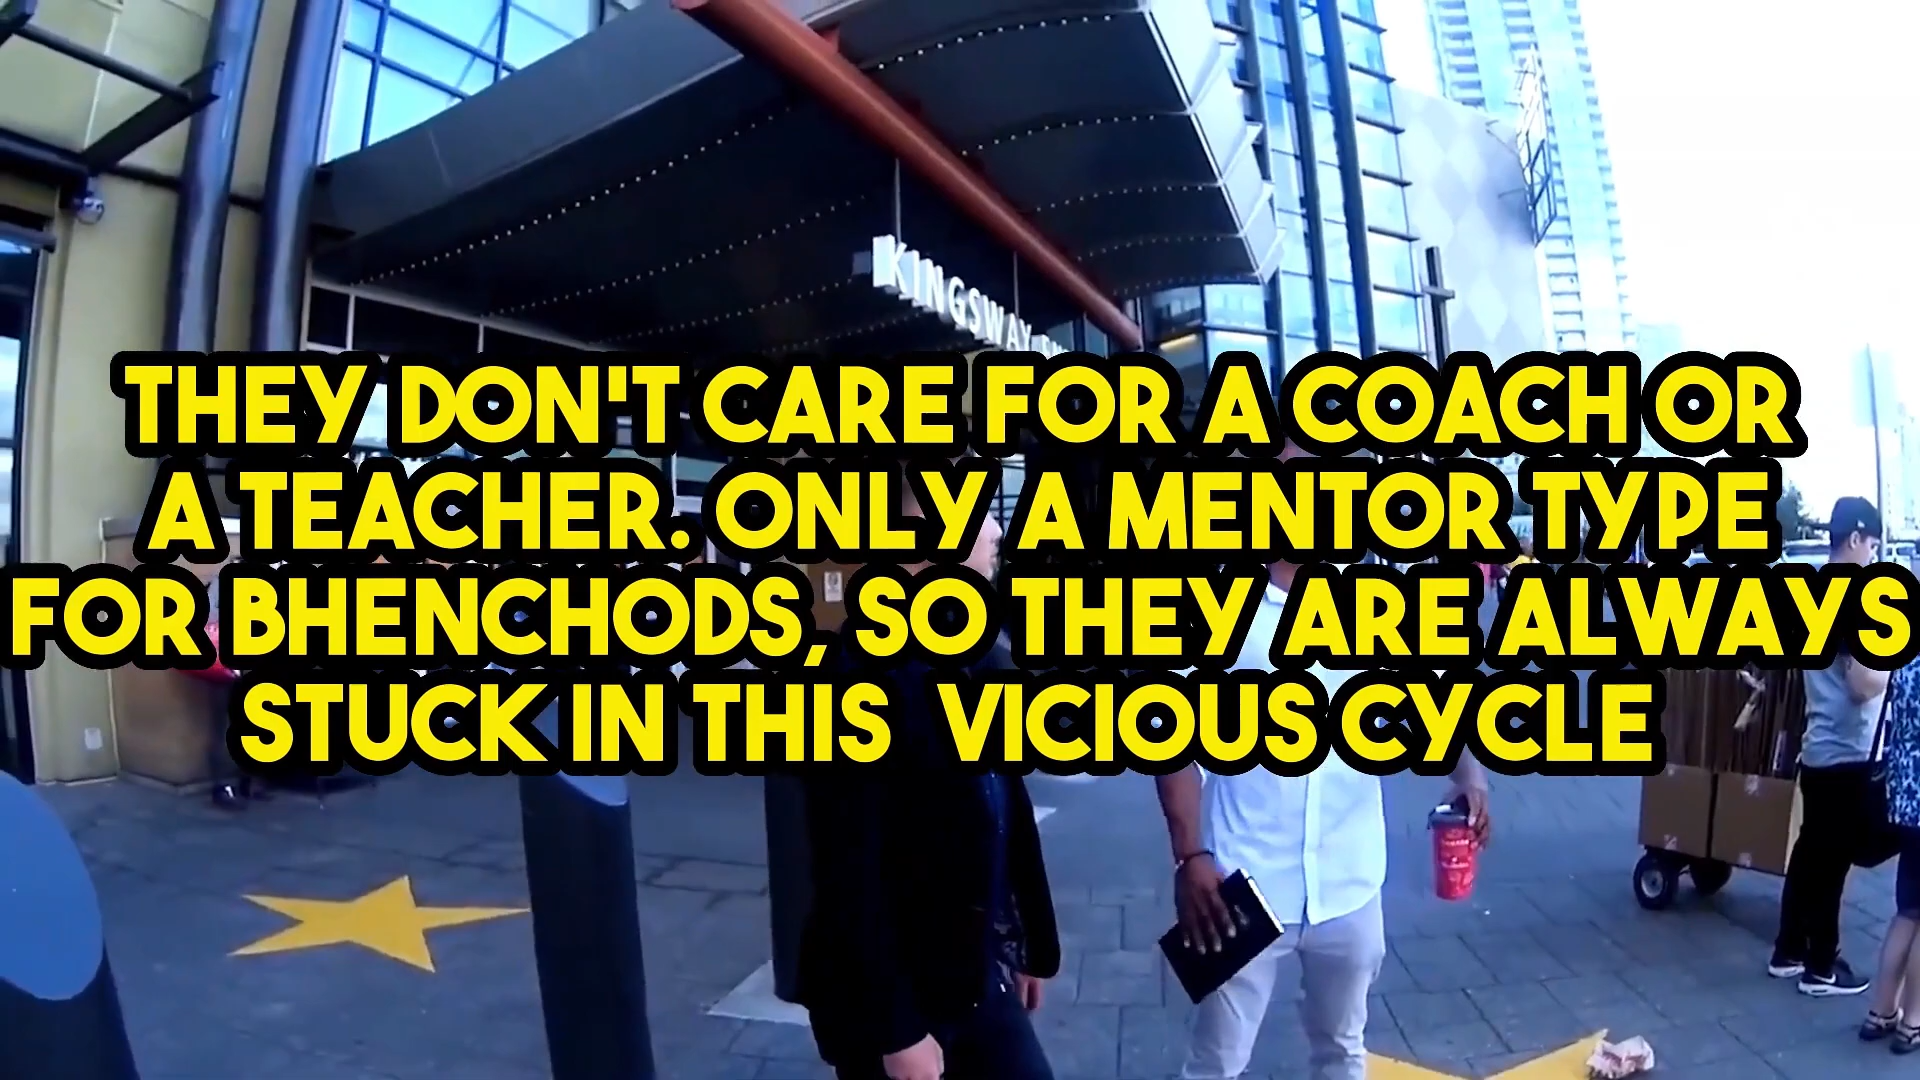 KINGSWAY
THEY DON'T CARE FOR A COACH OR
A TEACHER. ONLY A MENTOR TYPE
FOR BHENCHODS, SO THEY ARE ALWAYS
STUCK IN THIS VICIOUS CYCLE